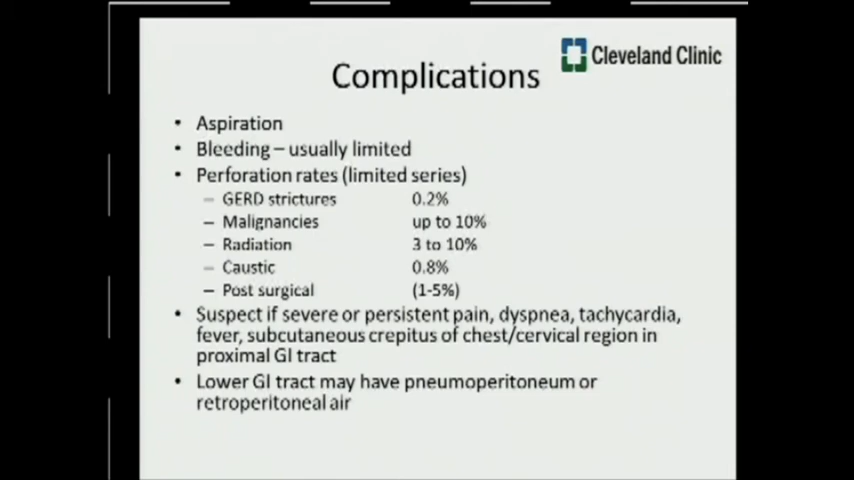 Cleveland Clinic
Complications
• Aspiration
• Bleeding – usually limited
• Perforation rates (limited series)
– GERD strictures 0.2%
– Malignancies up to 10%
– Radiation 3 to 10%
– Caustic 0.8%
– Post surgical (1-5%)
• Suspect if severe or persistent pain, dyspnea, tachycardia,
fever, subcutaneous crepitus of chest/cervical region in
proximal GI tract
• Lower GI tract may have pneumoperitoneum or
retroperitoneal air